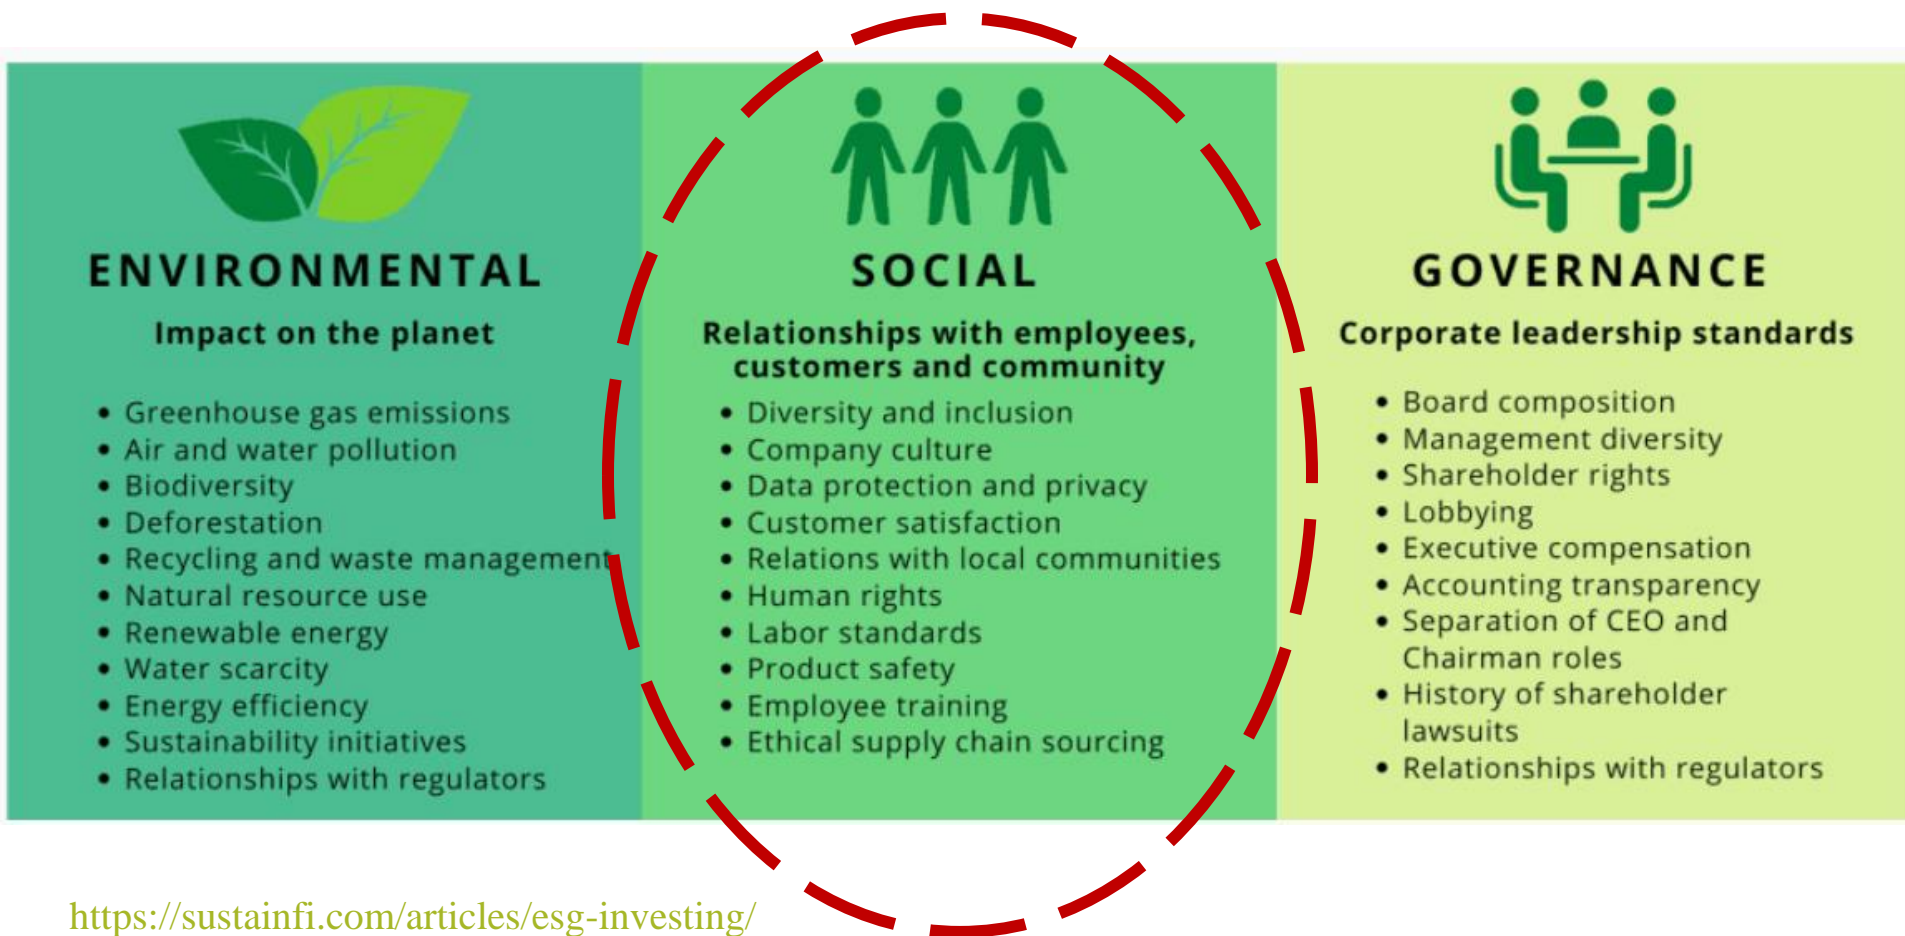 ENVIRONMENTAL
Impact on the planet
• Greenhouse gas emissions
• Air and water pollution
• Biodiversity
• Deforestation
• Recycling and waste management
• Natural resource use
• Renewable energy
• Water scarcity
• Energy efficiency
• Sustainability initiatives
• Relationships with regulators
SOCIAL
Relationships with employees,
customers and community
• Diversity and inclusion
• Company culture
• Data protection and privacy
• Customer satisfaction
• Relations with local communities
• Human rights
• Labor standards
• Product safety
• Employee training
• Ethical supply chain sourcing
GOVERNANCE
Corporate leadership standards
• Board composition
• Management diversity
• Shareholder rights
• Lobbying
• Executive compensation
• Accounting transparency
• Separation of CEO and
Chairman roles
• History of shareholder
lawsuits
• Relationships with regulators
https://sustainfi.com/articles/esg-investing/